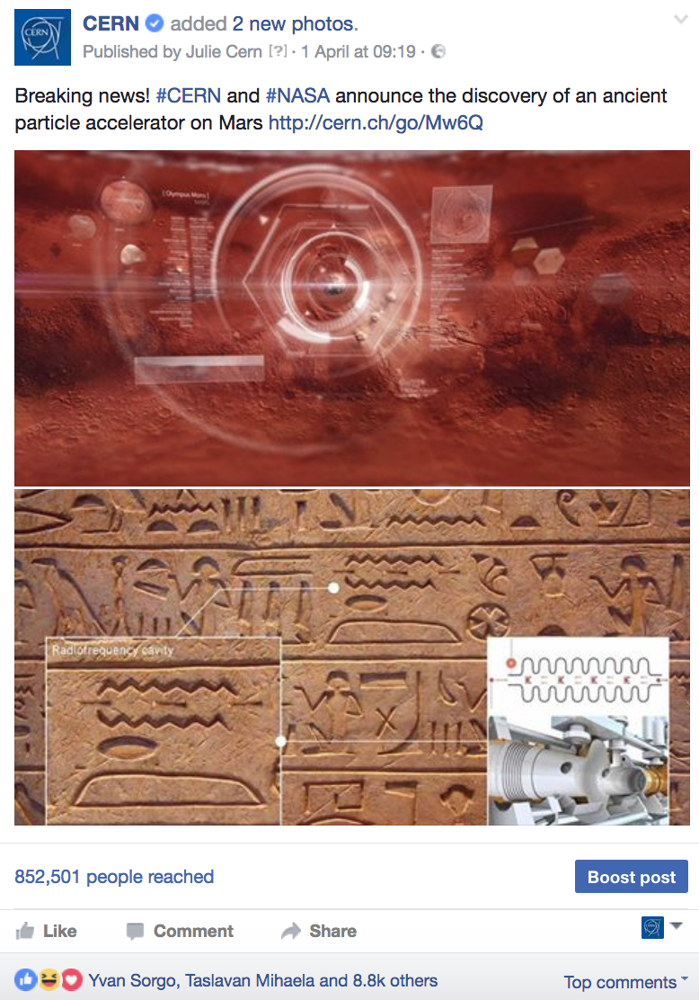 CERN
CERN added 2 new photos.
Published by Julie Cern [?] · 1 April at 09:19 ·
Breaking news! #CERN and #NASA announce the discovery of an ancient
particle accelerator on Mars http://cern.ch/go/Mw6Q
[Olympus Mons]
Radiofrequency cavity
852,501 people reached
Boost post
Like Comment Share
Yvan Sorgo, Taslavan Mihaela and 8.8k others
Top comments